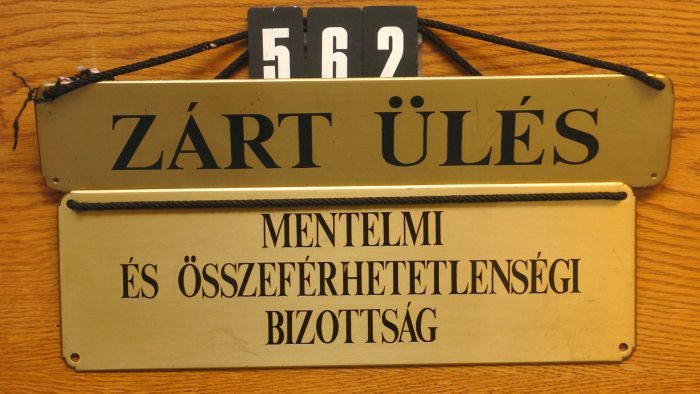 562
ZÁRT ÜLÉS
MENTELMI
ÉS ÖSSZEFÉRHETETLENSÉGI
BIZOTTSÁG